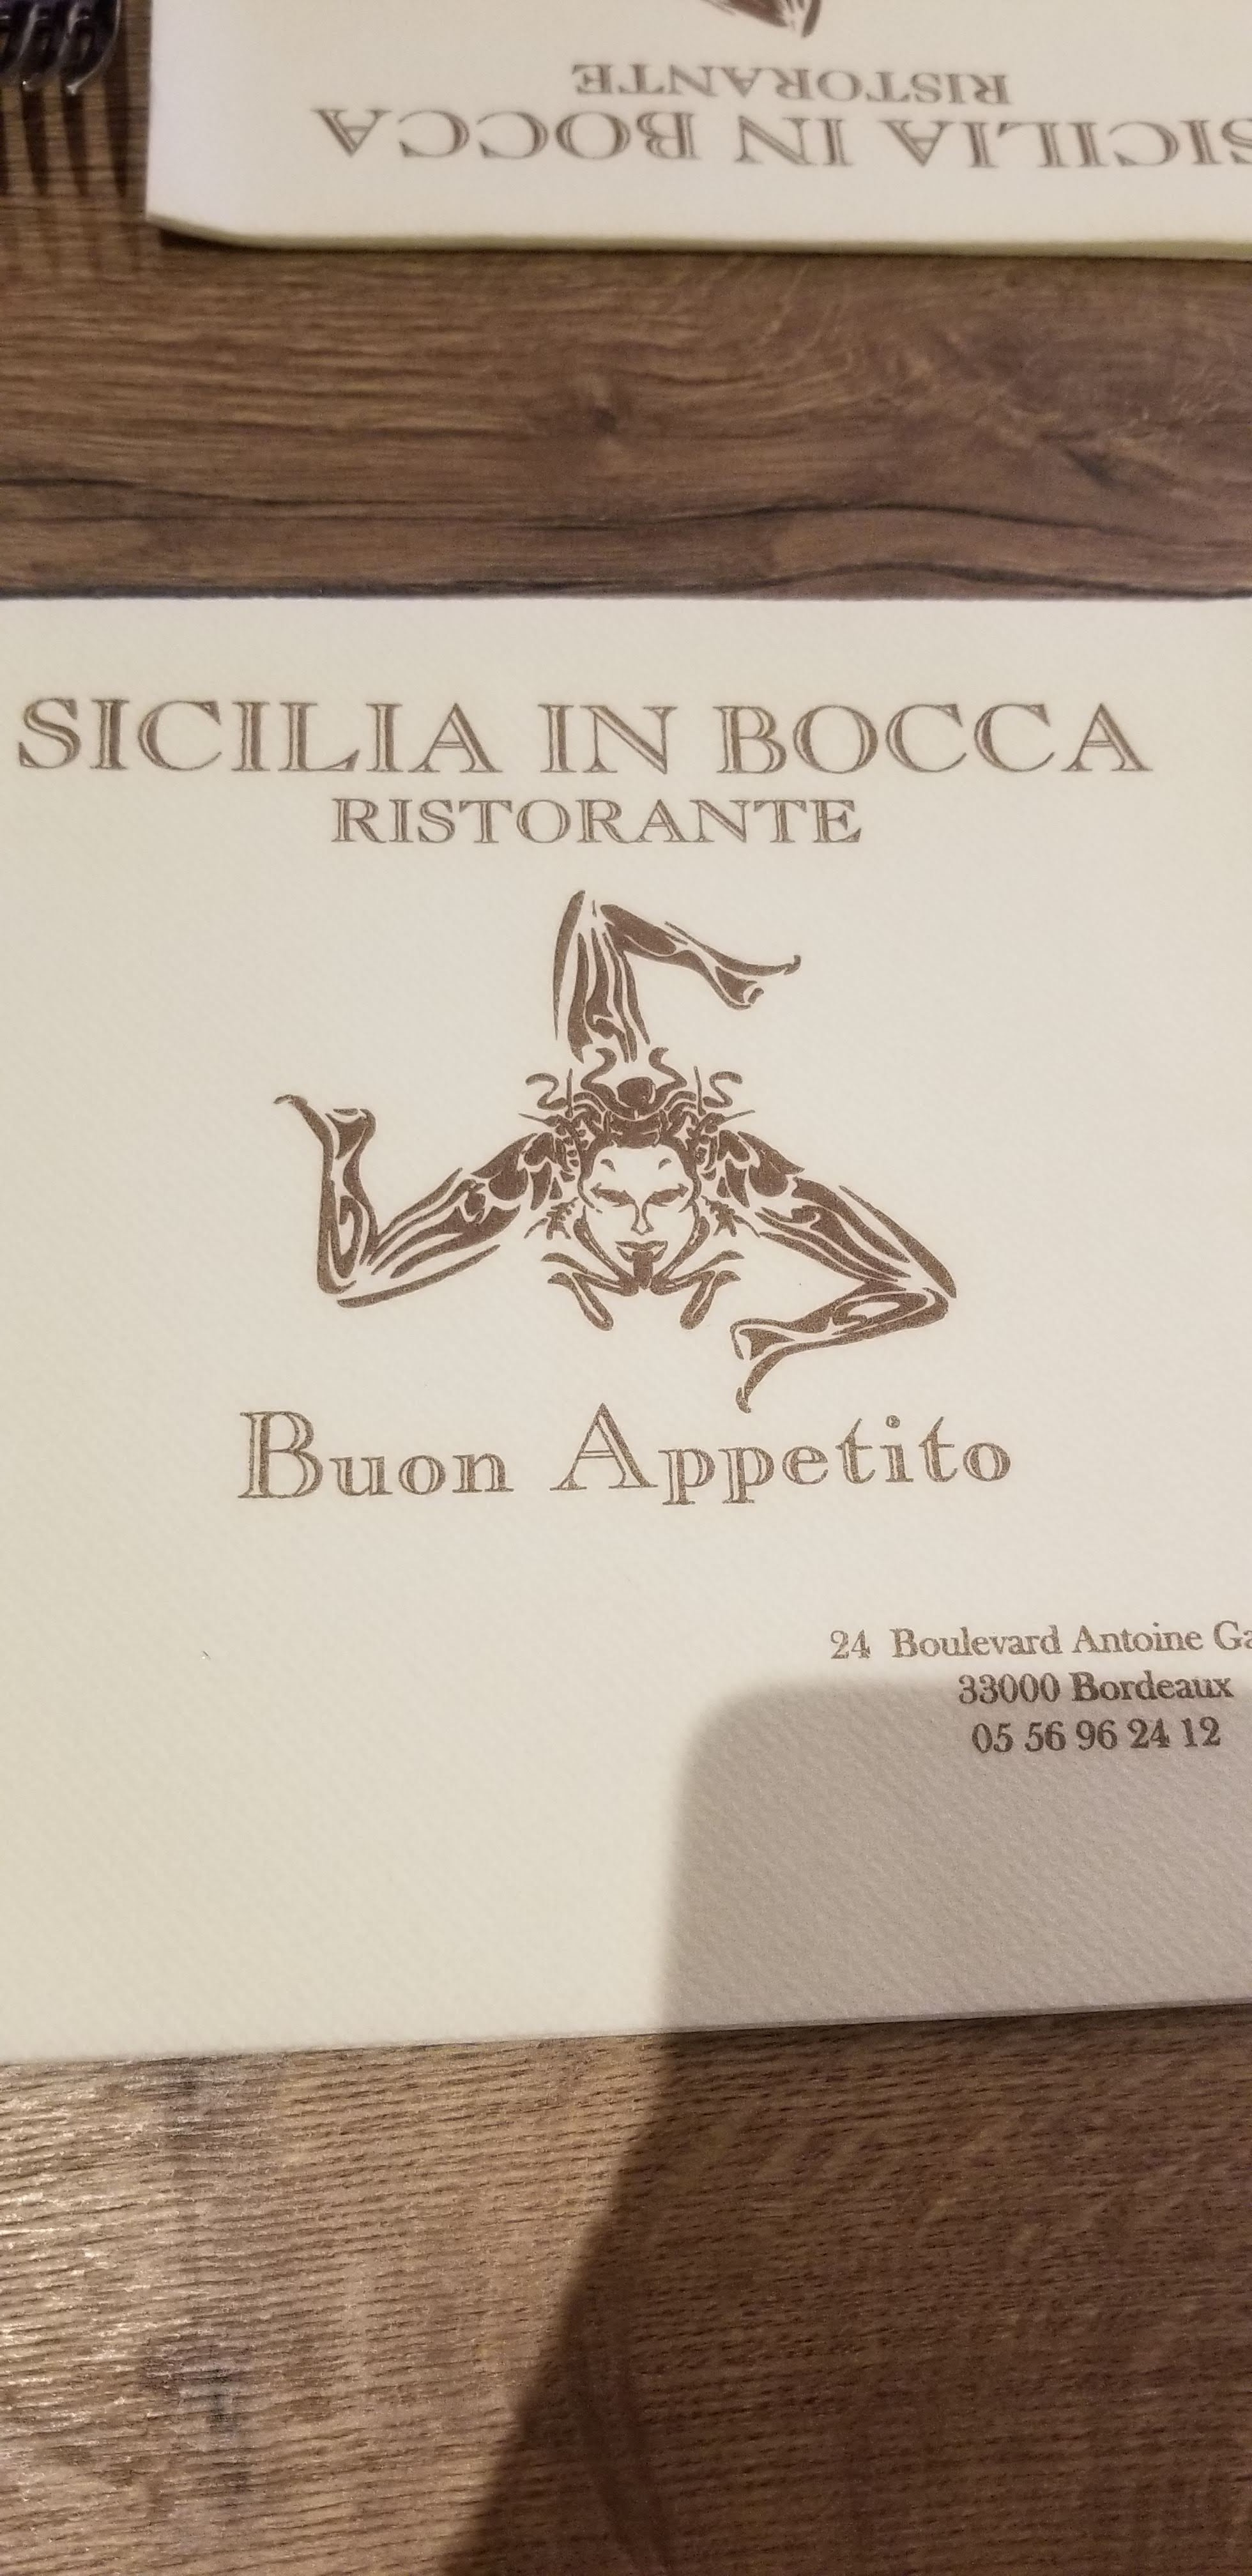 RISTORANTE
SICILIA IN BOCCA
SICILIA IN BOCCA
RISTORANTE
Buon Appetito
24 Boulevard Antoine
33000 Bordeaux
05 56 96 24 12